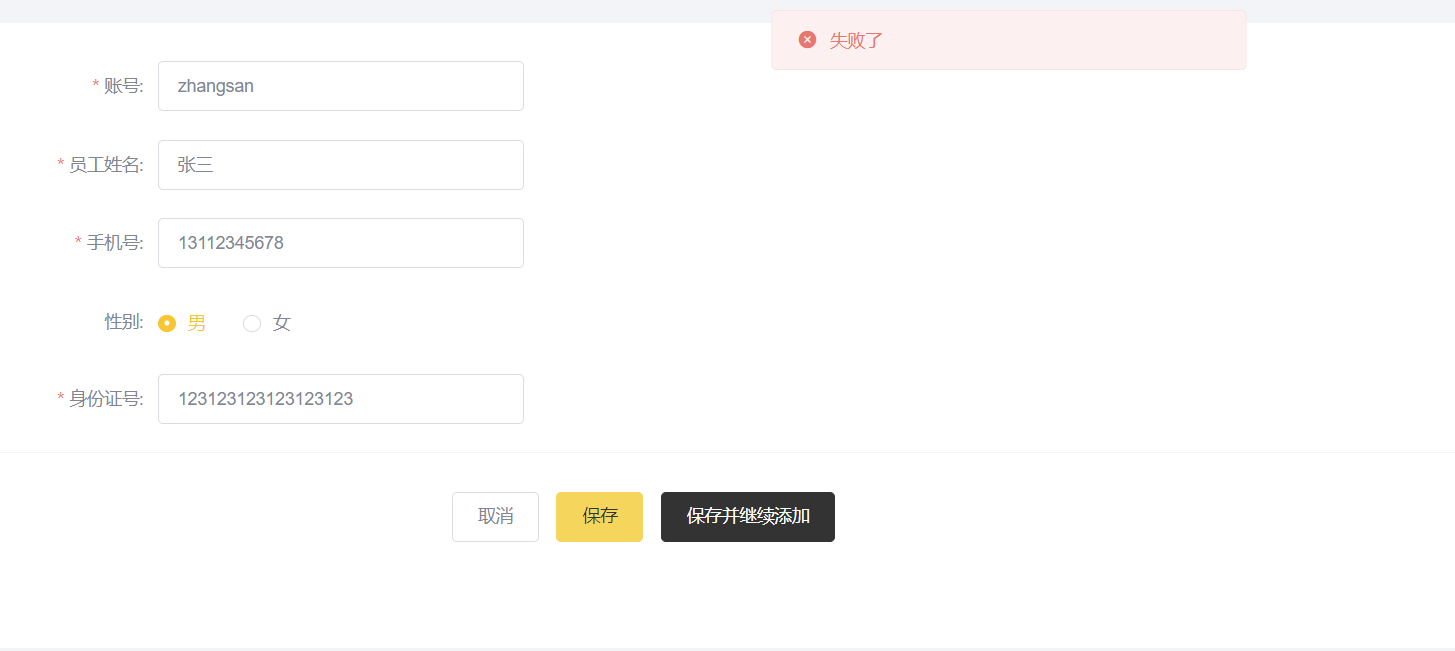 失败了
* 账号: zhangsan
* 员工姓名: 张三
* 手机号: 13112345678
性别: 男 女
* 身份证号: 123123123123123123
取消 保存 保存并继续添加